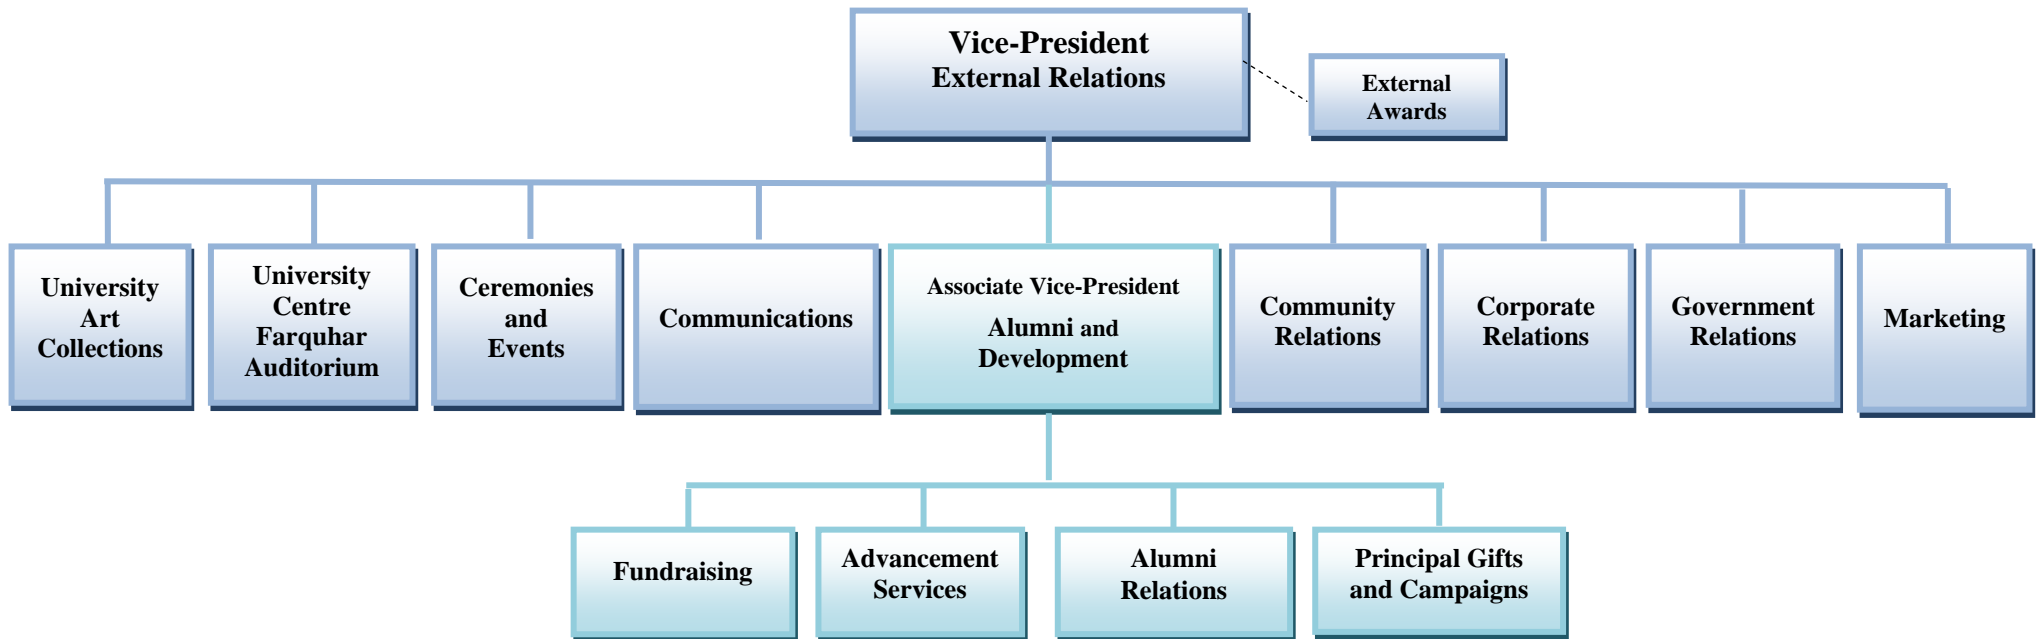 Vice-President
External Relations
External
Awards
University
Art
Collections
University
Centre
Farquhar
Auditorium
Ceremonies
and
Events
Communications
Associate Vice-President
Alumni and
Development
Community
Relations
Corporate
Relations
Government
Relations
Marketing
Fundraising
Advancement
Services
Alumni
Relations
Principal Gifts
and Campaigns